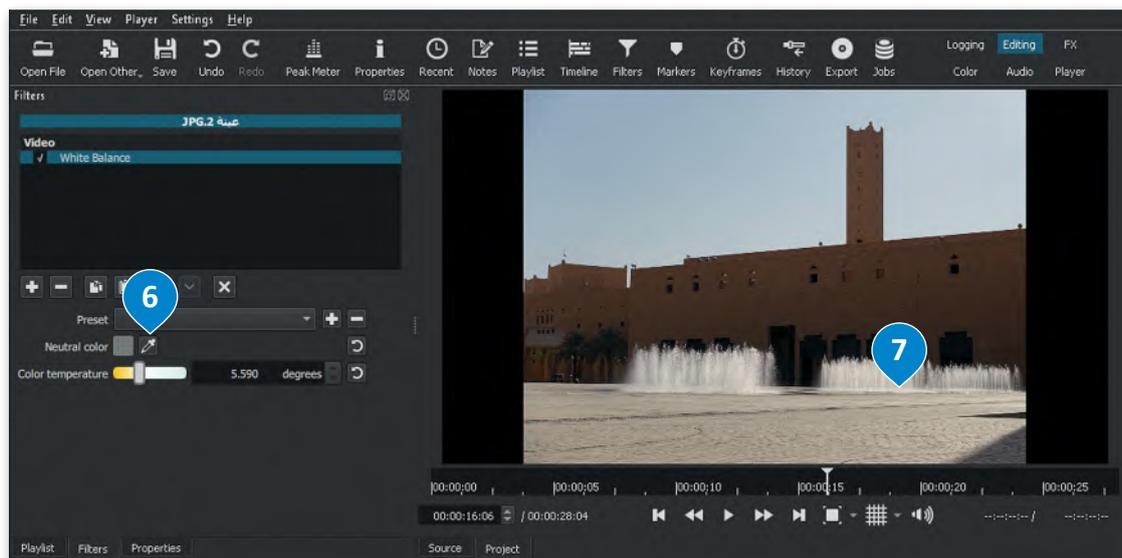 File Edit View Player Settings Help
Open File Open Other... Save Undo Redo Peak Meter Properties Recent Notes Playlist Timeline Filters Markers Keyframes History Export Jobs
Logging Editing FX
Color Audio Player
Filters
عينة JPG.2
Video
White Balance
6
Preset
Neutral color
Color temperature 5.590 degrees
7
00:00;00 00:00;05 00:00;10 00:00;15 00:00;20 00:00;25
00:00:16:06 / 00:00:28:04 --:--:--:-- / --:--:--:--
Playlist Filters Properties Source Project